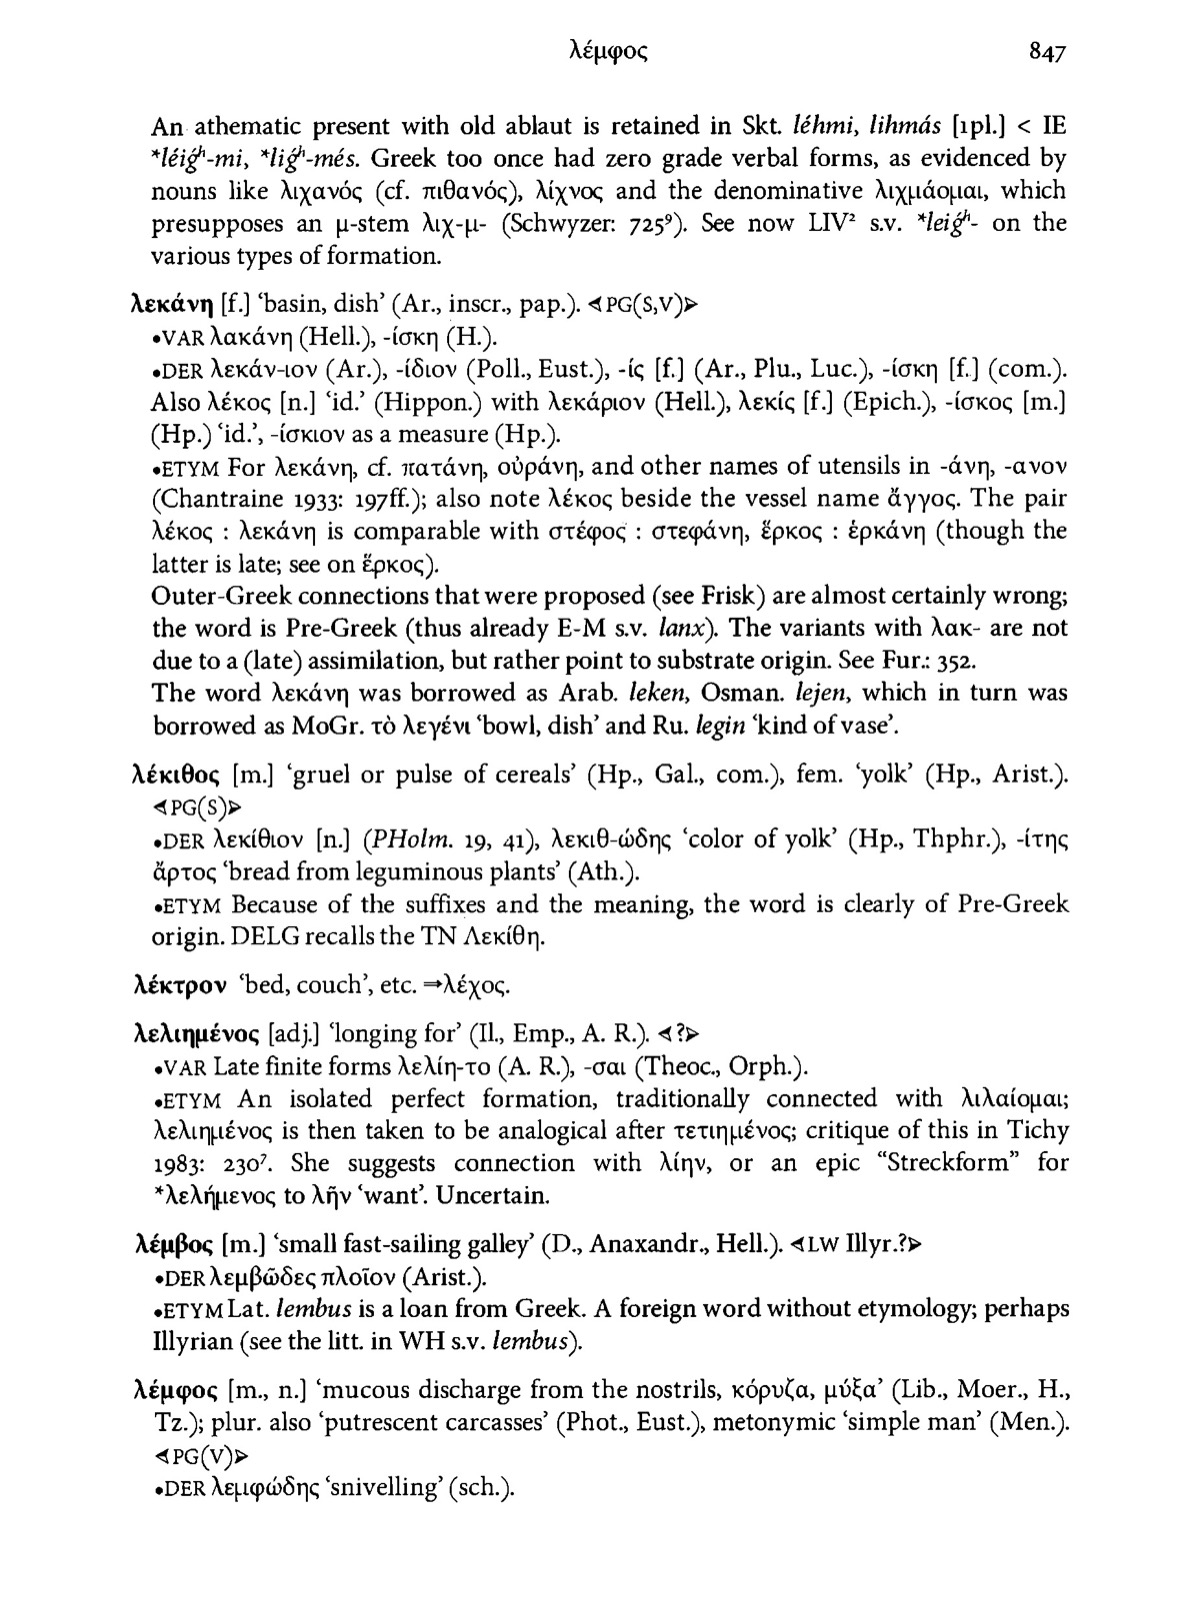 λέμφος 847
An athematic present with old ablaut is retained in Skt. léhmi, lihmás [1pl.] < IE
*léiǵʰ-mi, *liǵʰ-més. Greek too once had zero grade verbal forms, as evidenced by
nouns like λιχανός (cf. πιθανός), λίχνος and the denominative λιχμάομαι, which
presupposes an μ-stem λιχ-μ- (Schwyzer: 725⁹). See now LIV² s.v. *leiǵʰ- on the
various types of formation.
λεκάνη [f.] ‘basin, dish’ (Ar., inscr., pap.). ⊰PG(S,V)⊱
•VAR λακάνη (Hell.), -ίσκη (H.).
•DER λεκάν-ιον (Ar.), -ίδιον (Poll., Eust.), -ίς [f.] (Ar., Plu., Luc.), -ίσκη [f.] (com.).
Also λέκος [n.] ‘id.’ (Hippon.) with λεκάριον (Hell.), λεκίς [f.] (Epich.), -ίσκος [m.]
(Hp.) ‘id.’, -ίσκιον as a measure (Hp.).
•ETYM For λεκάνη, cf. πατάνη, οὐράνη, and other names of utensils in -άνη, -ανον
(Chantraine 1933: 197ff.); also note λέκος beside the vessel name ἄγγος. The pair
λέκος : λεκάνη is comparable with στέφος : στεφάνη, ἕρκος : ἑρκάνη (though the
latter is late; see on ἕρκος).
Outer-Greek connections that were proposed (see Frisk) are almost certainly wrong;
the word is Pre-Greek (thus already E-M s.v. lanx). The variants with λακ- are not
due to a (late) assimilation, but rather point to substrate origin. See Fur.: 352.
The word λεκάνη was borrowed as Arab. leken, Osman. lejen, which in turn was
borrowed as MoGr. τὸ λεγένι ‘bowl, dish’ and Ru. legin ‘kind of vase’.
λέκιθος [m.] ‘gruel or pulse of cereals’ (Hp., Gal., com.), fem. ‘yolk’ (Hp., Arist.).
⊰PG(S)⊱
•DER λεκίθιον [n.] (PHolm. 19, 41), λεκιθ-ώδης ‘color of yolk’ (Hp., Thphr.), -ίτης
ἄρτος ‘bread from leguminous plants’ (Ath.).
•ETYM Because of the suffixes and the meaning, the word is clearly of Pre-Greek
origin. DELG recalls the TN Λεκίθη.
λέκτρον ‘bed, couch’, etc. ⇒λέχος.
λελιημένος [adj.] ‘longing for’ (Il., Emp., A. R.). ⊰?⊱
•VAR Late finite forms λελίη-το (A. R.), -σαι (Theoc., Orph.).
•ETYM An isolated perfect formation, traditionally connected with λιλαίομαι;
λελιημένος is then taken to be analogical after τετιημένος; critique of this in Tichy
1983: 230⁷. She suggests connection with λίην, or an epic “Streckform” for
*λελήμενος to λῆν ‘want’. Uncertain.
λέμβος [m.] ‘small fast-sailing galley’ (D., Anaxandr., Hell.). ⊰LW Illyr.?⊱
•DER λεμβῶδες πλοῖον (Arist.).
•ETYM Lat. lembus is a loan from Greek. A foreign word without etymology; perhaps
Illyrian (see the litt. in WH s.v. lembus).
λέμφος [m., n.] ‘mucous discharge from the nostrils, κόρυζα, μύξα’ (Lib., Moer., H.,
Tz.); plur. also ‘putrescent carcasses’ (Phot., Eust.), metonymic ‘simple man’ (Men.).
⊰PG(V)⊱
•DER λεμφώδης ‘snivelling’ (sch.).